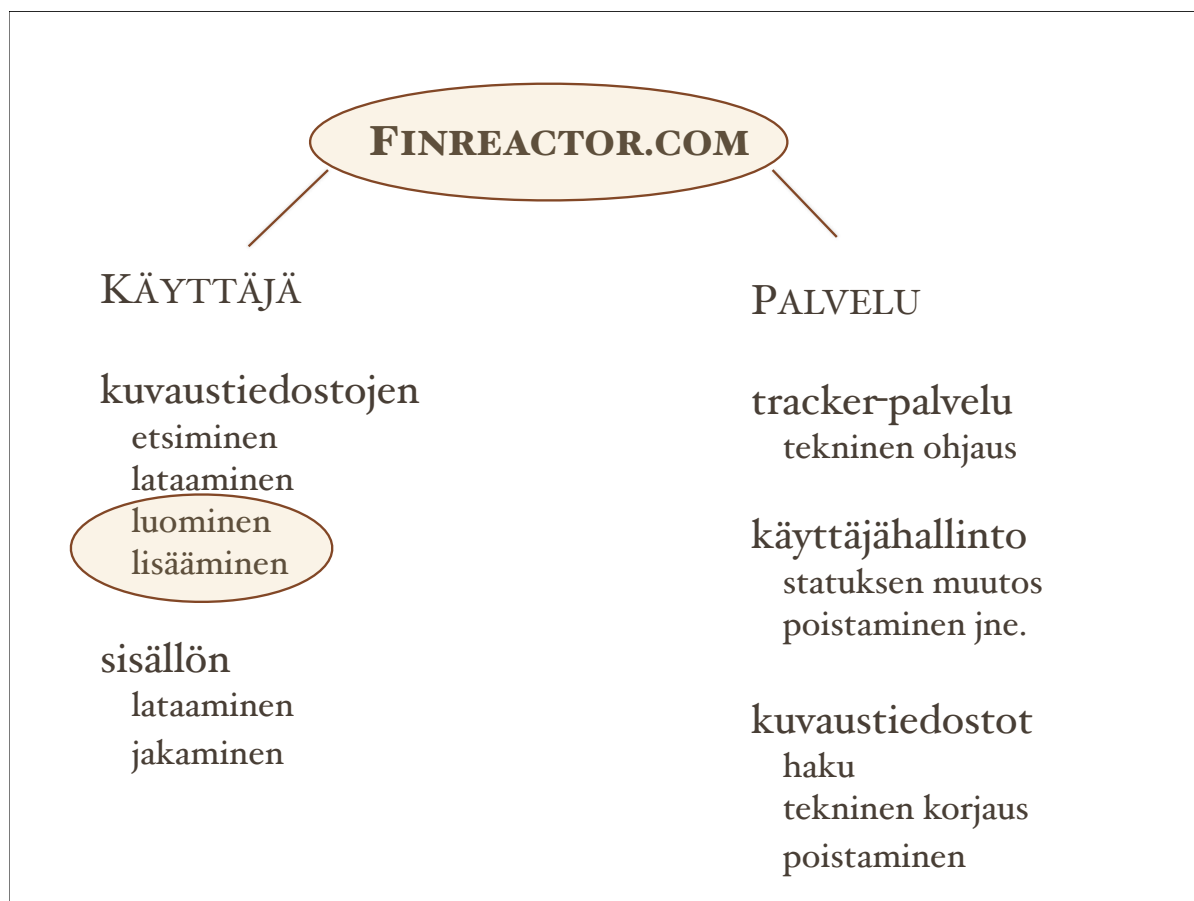 FINREACTOR.COM
KÄYTTÄJÄ
kuvaustiedostojen
etsiminen
lataaminen
luominen
lisääminen
sisällön
lataaminen
jakaminen
PALVELU
tracker-palvelu
tekninen ohjaus
käyttäjähallinto
statuksen muutos
poistaminen jne.
kuvaustiedostot
haku
tekninen korjaus
poistaminen